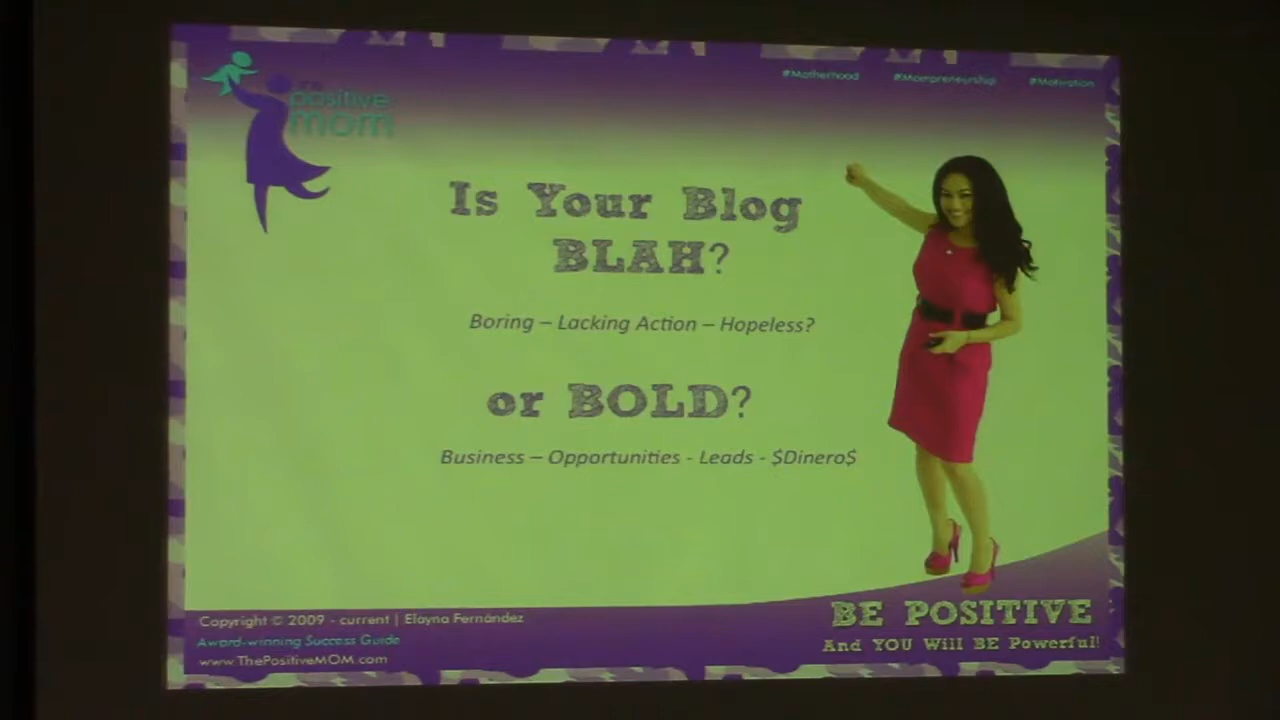 #Motherhood #Mompreneurship #Motivation
the
positive
mom
Is Your Blog
BLAH?
Boring – Lacking Action – Hopeless?
or BOLD?
Business – Opportunities - Leads - $Dinero$
Copyright © 2009 - current | Elayna Fernández
Award-winning Success Guide
www.ThePositiveMOM.com
BE POSITIVE
And YOU Will BE Powerful!